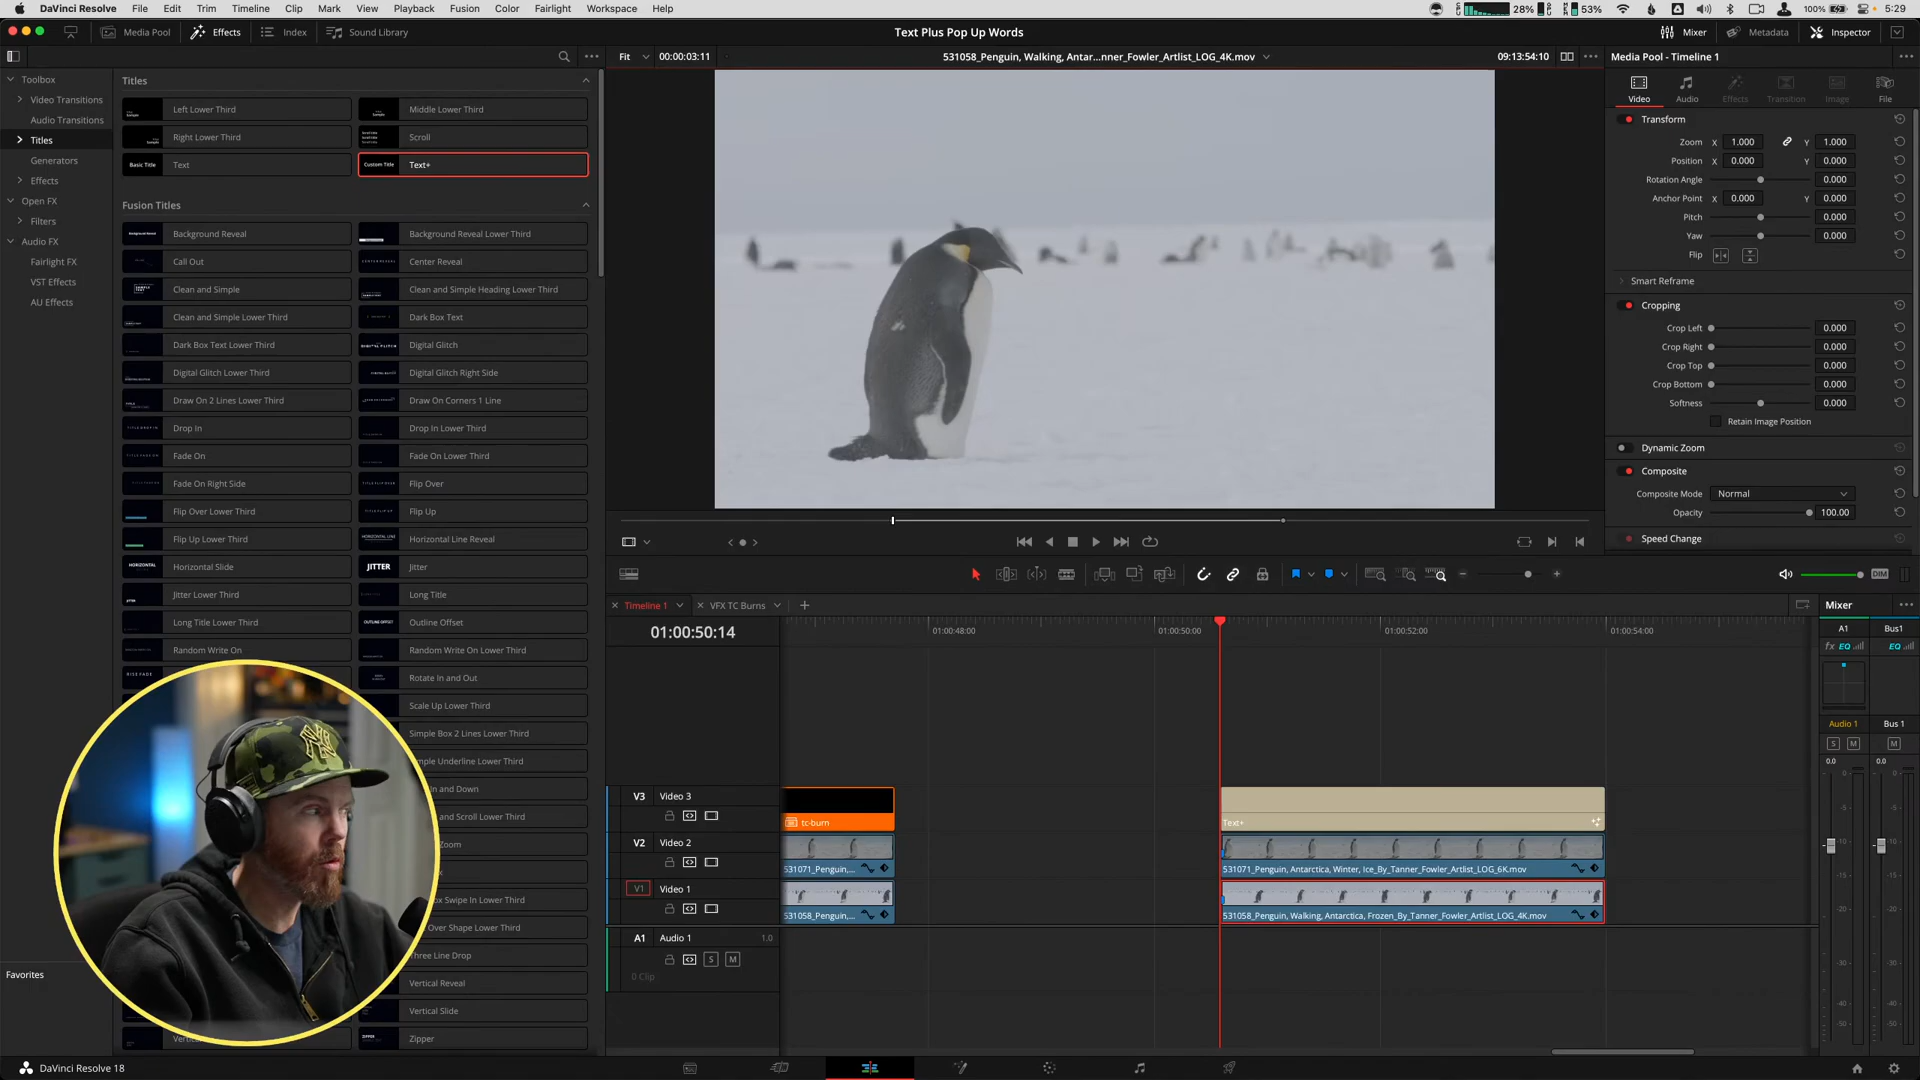 DaVinci Resolve File Edit Trim Timeline Clip Mark View Playback Fusion Color Fairlight Workspace Help 28% 53% 100% 5:29
Media Pool Effects Index Sound Library Text Plus Pop Up Words Mixer Metadata Inspector
Fit 00:00:03:11 531058_Penguin, Walking, Antar...nner_Fowler_Artlist_LOG_4K.mov 09:13:54:10 Media Pool - Timeline 1
Toolbox
Video Transitions
Audio Transitions
Titles
Generators
Effects
Open FX
Filters
Audio FX
Fairlight FX
VST Effects
AU Effects
Favorites
Titles
Left Lower Third Middle Lower Third
Right Lower Third Scroll
Basic Title Text Custom Title Text+
Fusion Titles
Background Reveal Background Reveal Lower Third
Call Out Center Reveal
Clean and Simple Clean and Simple Heading Lower Third
Clean and Simple Lower Third Dark Box Text
Dark Box Text Lower Third Digital Glitch
Digital Glitch Lower Third Digital Glitch Right Side
Draw On 2 Lines Lower Third Draw On Corners 1 Line
Drop In Drop In Lower Third
Fade On Fade On Lower Third
Fade On Right Side Flip Over
Flip Over Lower Third Flip Up
Flip Up Lower Third Horizontal Line Reveal
HORIZONTAL Horizontal Slide JITTER Jitter
Jitter Lower Third Long Title
Long Title Lower Third Outline Offset
Random Write On Random Write On Lower Third
RISE FADE Rotate In and Out
Scale Up Lower Third
Simple Box 2 Lines Lower Third
mple Underline Lower Third
In and Down
and Scroll Lower Third
Zoom
ox Swipe In Lower Third
Over Shape Lower Third
Three Line Drop
Vertical Reveal
Vertical Slide
Vertic ZIPPER Zipper
Video Audio Effects Transition Image File
Transform
Zoom X 1.000 Y 1.000
Position X 0.000 Y 0.000
Rotation Angle 0.000
Anchor Point X 0.000 Y 0.000
Pitch 0.000
Yaw 0.000
Flip
Smart Reframe
Cropping
Crop Left 0.000
Crop Right 0.000
Crop Top 0.000
Crop Bottom 0.000
Softness 0.000
Retain Image Position
Dynamic Zoom
Composite
Composite Mode Normal
Opacity 100.00
Speed Change
DIM
Timeline 1 VFX TC Burns
01:00:50:14 01:00:48:00 01:00:50:00 01:00:52:00 01:00:54:00
V3 Video 3
tc-burn Text+
V2 Video 2
531071_Penguin,... 531071_Penguin, Antarctica, Winter, Ice_By_Tanner_Fowler_Artlist_LOG_6K.mov
V1 Video 1
531058_Penguin,... 531058_Penguin, Walking, Antarctica, Frozen_By_Tanner_Fowler_Artlist_LOG_4K.mov
A1 Audio 1 1.0
S M
0 Clip
Mixer
A1 Bus1
fx EQ EQ
Audio 1 Bus 1
S M M
0.0 0.0
DaVinci Resolve 18